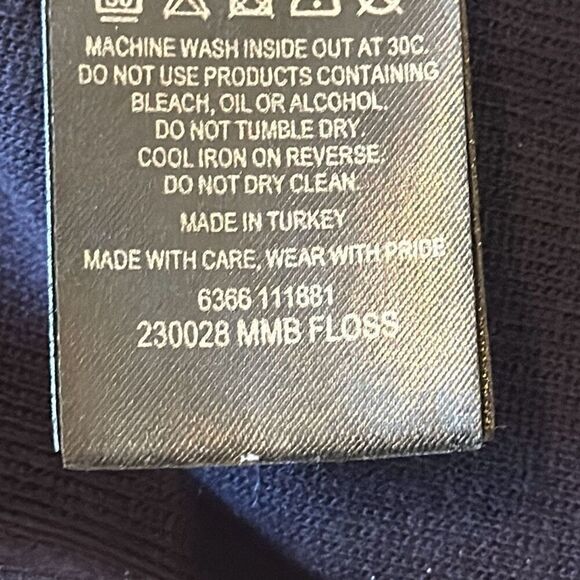 30
MACHINE WASH INSIDE OUT AT 30C.
DO NOT USE PRODUCTS CONTAINING
BLEACH, OIL OR ALCOHOL.
DO NOT TUMBLE DRY.
COOL IRON ON REVERSE.
DO NOT DRY CLEAN.
MADE IN TURKEY
MADE WITH CARE, WEAR WITH PRIDE
6366 111881
230028 MMB FLOSS